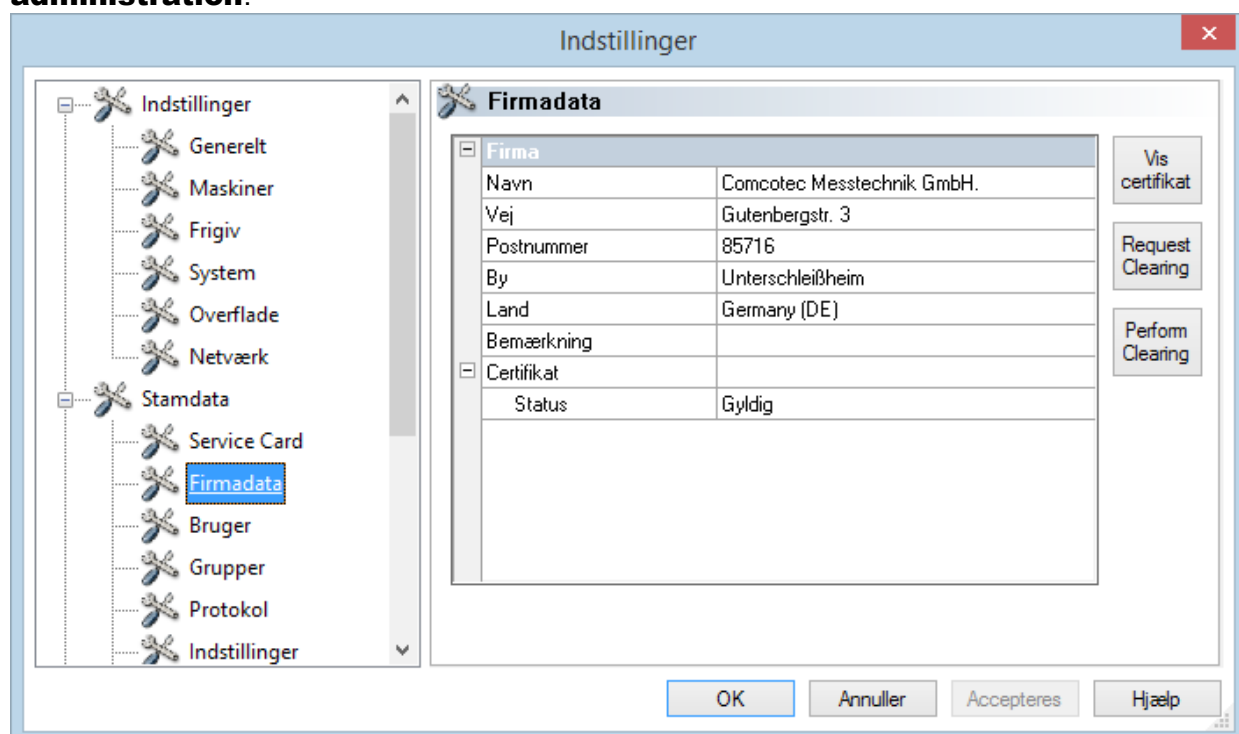 administration.
Indstillinger
Indstillinger
Generelt
Maskiner
Frigiv
System
Overflade
Netværk
Stamdata
Service Card
Firmadata
Bruger
Grupper
Protokol
Indstillinger
Firmadata
Firma
Navn Comcotec Messtechnik GmbH.
Vej Gutenbergstr. 3
Postnummer 85716
By Unterschleißheim
Land Germany (DE)
Bemærkning
Certifikat
Status Gyldig
Vis
certifikat
Request
Clearing
Perform
Clearing
OK Annuller Accepteres Hjælp